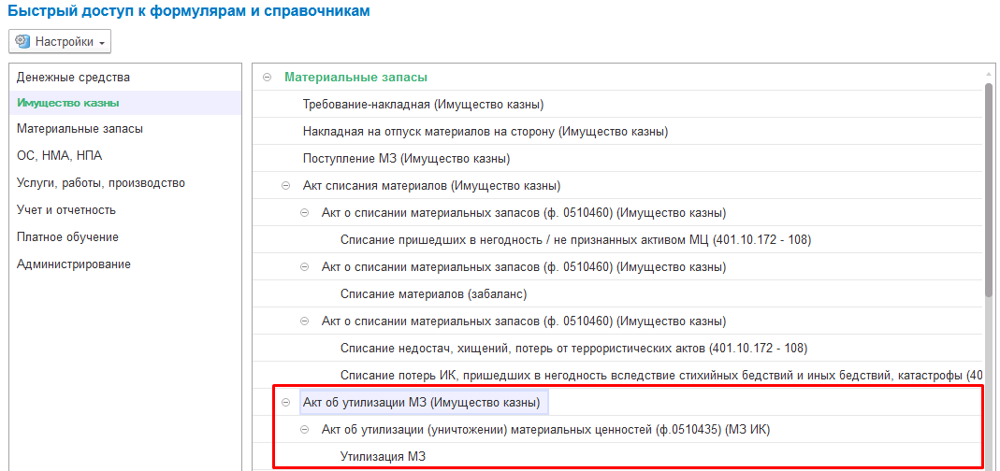 Быстрый доступ к формулярам и справочникам
Настройки
Денежные средства
Имущество казны
Материальные запасы
ОС, НМА, НПА
Услуги, работы, производство
Учет и отчетность
Платное обучение
Администрирование
Материальные запасы
Требование-накладная (Имущество казны)
Накладная на отпуск материалов на сторону (Имущество казны)
Поступление МЗ (Имущество казны)
Акт списания материалов (Имущество казны)
Акт о списании материальных запасов (ф. 0510460) (Имущество казны)
Списание пришедших в негодность / не признанных активом МЦ (401.10.172 - 108)
Акт о списании материальных запасов (ф. 0510460) (Имущество казны)
Списание материалов (забаланс)
Акт о списании материальных запасов (ф. 0510460) (Имущество казны)
Списание недостач, хищений, потерь от террористических актов (401.10.172 - 108)
Списание потерь ИК, пришедших в негодность вследствие стихийных бедствий и иных бедствий, катастрофы (40
Акт об утилизации МЗ (Имущество казны)
Акт об утилизации (уничтожении) материальных ценностей (ф.0510435) (МЗ ИК)
Утилизация МЗ